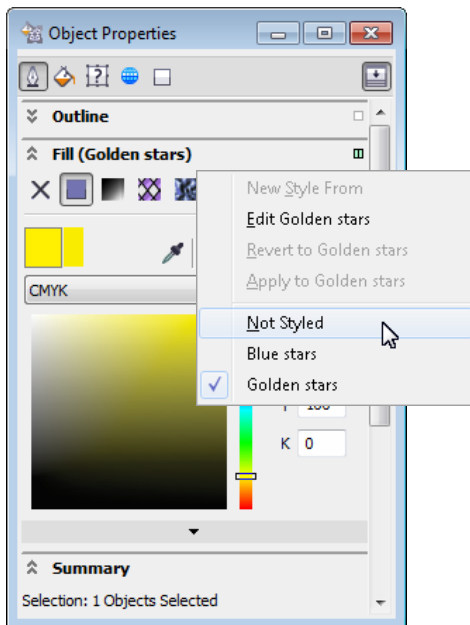 Object Properties
Outline
Fill (Golden stars)
New Style From
Edit Golden stars
Revert to Golden stars
Apply to Golden stars
CMYK
Not Styled
Blue stars
Golden stars
K 0
Summary
Selection: 1 Objects Selected